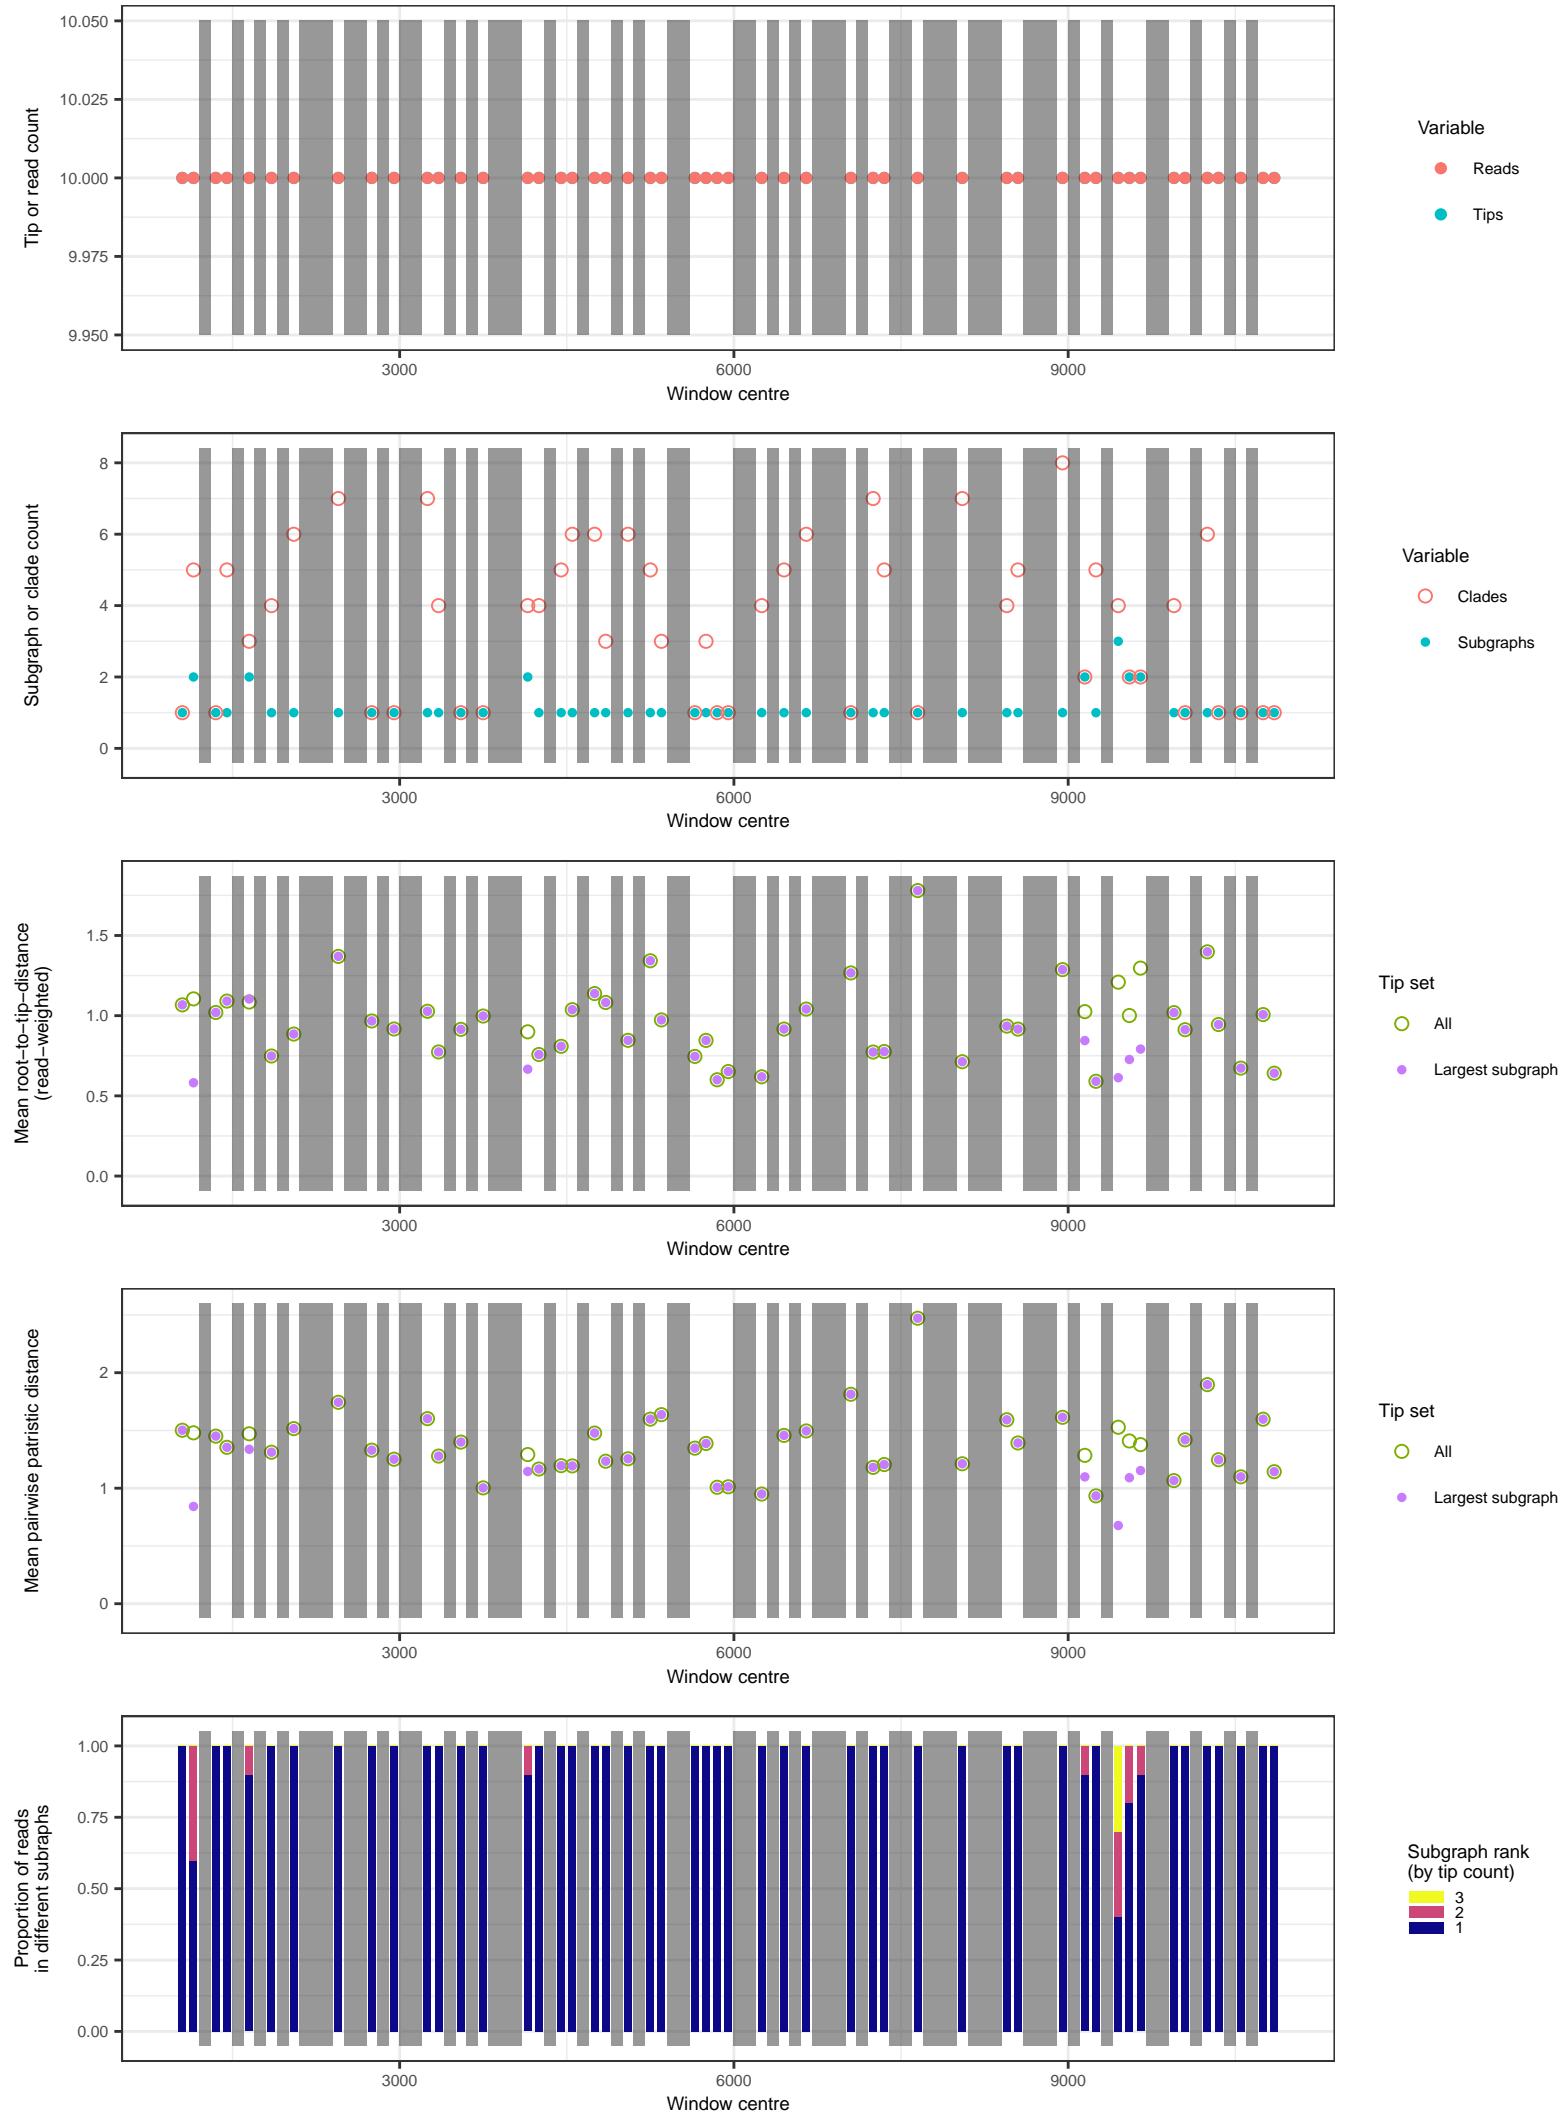 10.050
10.025
10.000
9.975
9.950
Tip or read count
3000 6000 9000
Window centre
Variable
Reads
Tips
8
6
4
2
0
Subgraph or clade count
3000 6000 9000
Window centre
Variable
Clades
Subgraphs
1.5
1.0
0.5
0.0
Mean root−to−tip−distance
(read−weighted)
3000 6000 9000
Window centre
Tip set
All
Largest subgraph
2
1
0
Mean pairwise patristic distance
3000 6000 9000
Window centre
Tip set
All
Largest subgraph
1.00
0.75
0.50
0.25
0.00
Proportion of reads
in different subraphs
3000 6000 9000
Window centre
Subgraph rank
(by tip count)
3
2
1